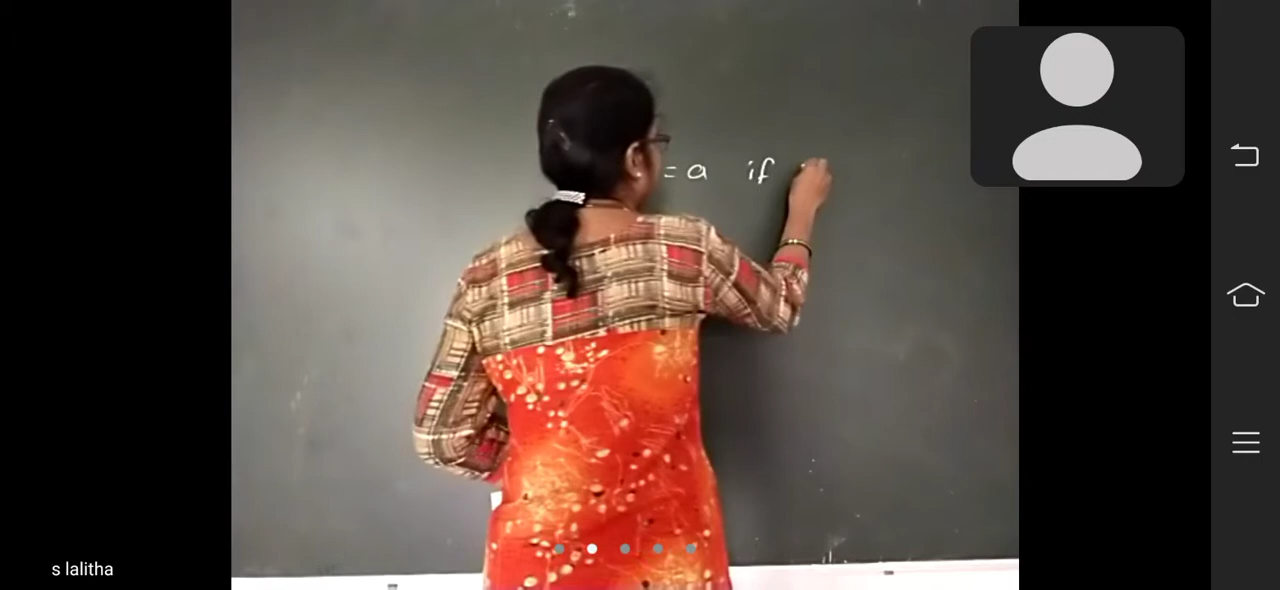 = a if
s lalitha